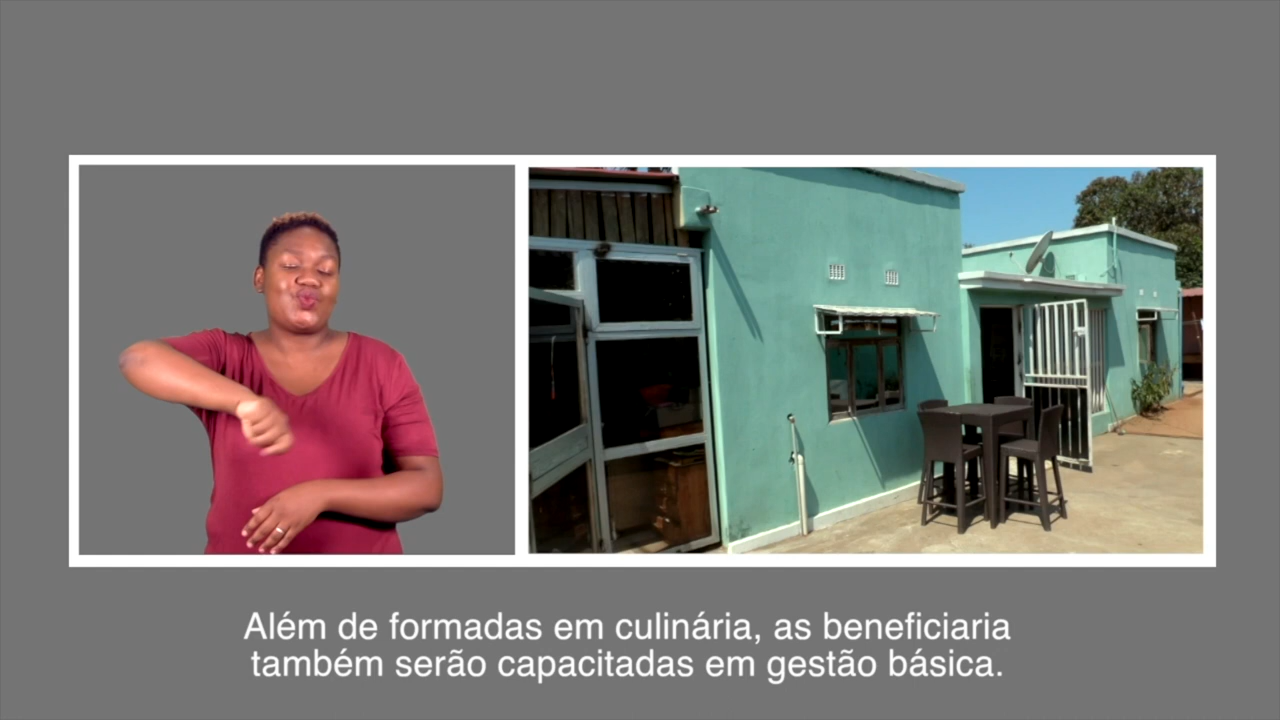 Além de formadas em culinária, as beneficiaria
também serão capacitadas em gestão básica.